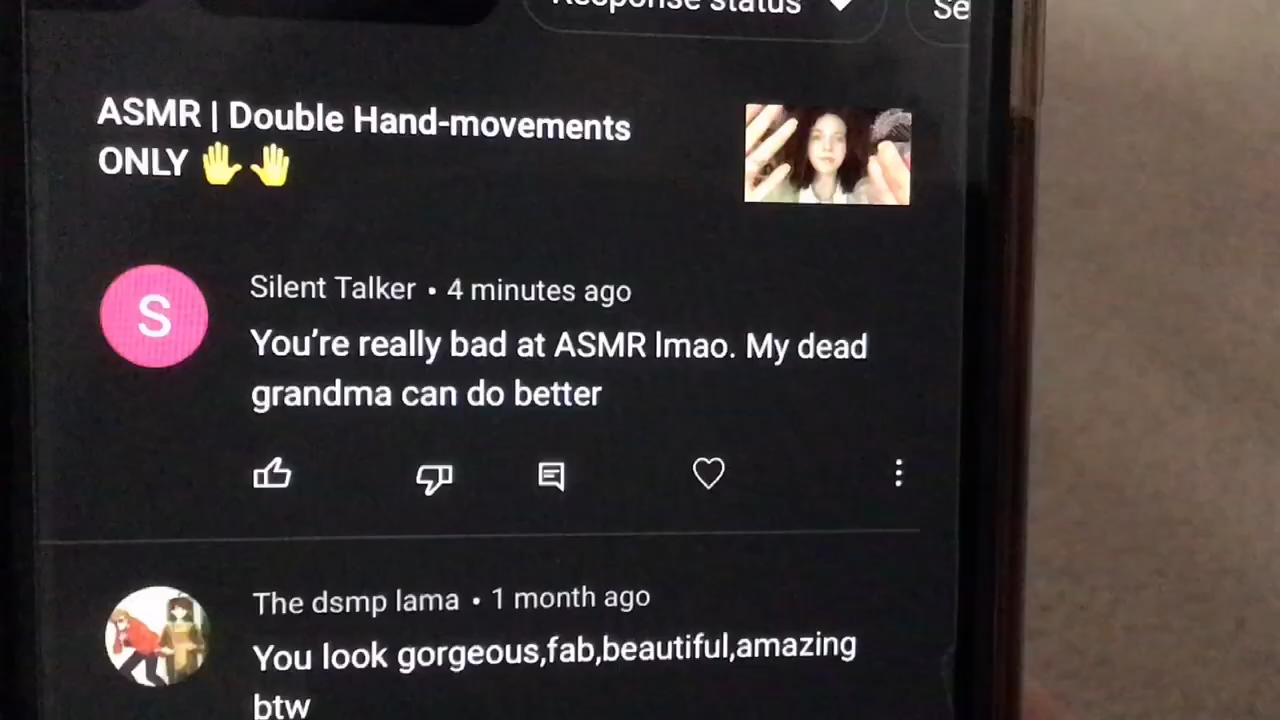 Response status
Se
ASMR | Double Hand-movements
ONLY 🤚🤚
S
Silent Talker • 4 minutes ago
You’re really bad at ASMR lmao. My dead
grandma can do better
The dsmp lama • 1 month ago
You look gorgeous,fab,beautiful,amazing
btw